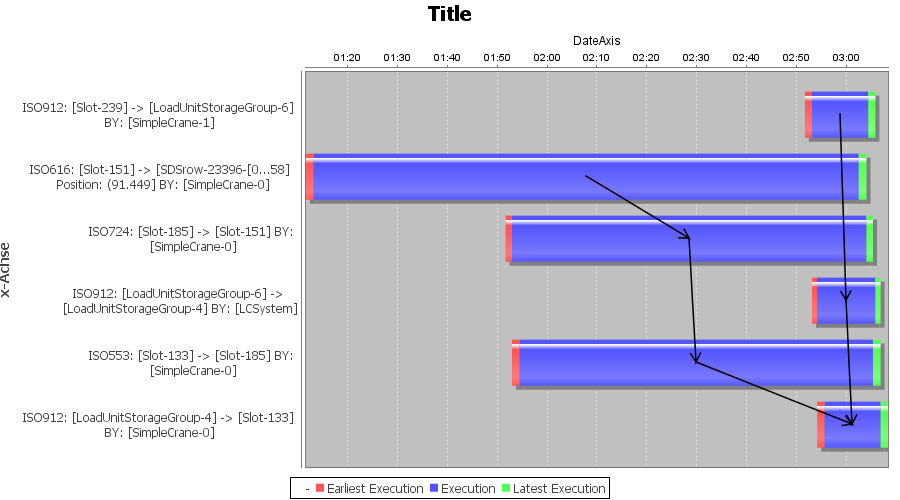 Title
DateAxis
01:20 01:30 01:40 01:50 02:00 02:10 02:20 02:30 02:40 02:50 03:00
x-Achse
ISO912: [Slot-239] -> [LoadUnitStorageGroup-6]
BY: [SimpleCrane-1]
ISO616: [Slot-151] -> [SDSrow-23396-[0...58]
Position: (91.449] BY: [SimpleCrane-0]
ISO724: [Slot-185] -> [Slot-151] BY:
[SimpleCrane-0]
ISO912: [LoadUnitStorageGroup-6] ->
[LoadUnitStorageGroup-4] BY: [LCSystem]
ISO553: [Slot-133] -> [Slot-185] BY:
[SimpleCrane-0]
ISO912: [LoadUnitStorageGroup-4] -> [Slot-133]
BY: [SimpleCrane-0]
- Earliest Execution Execution Latest Execution